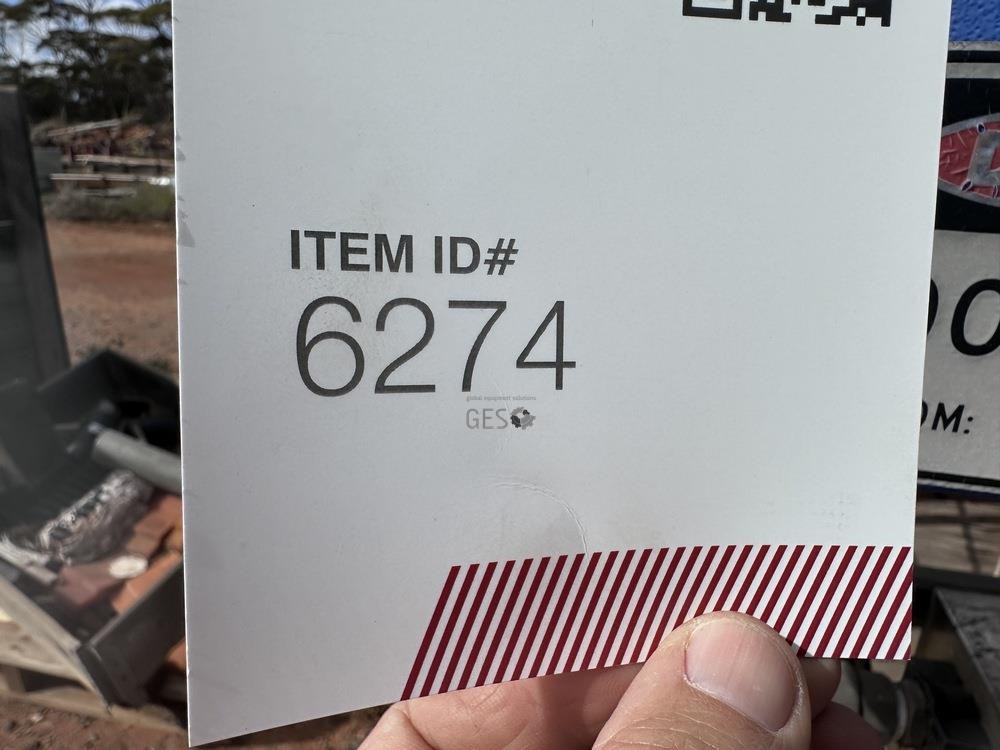 ITEM ID#
6274
global equipment solutions
GES
OM: